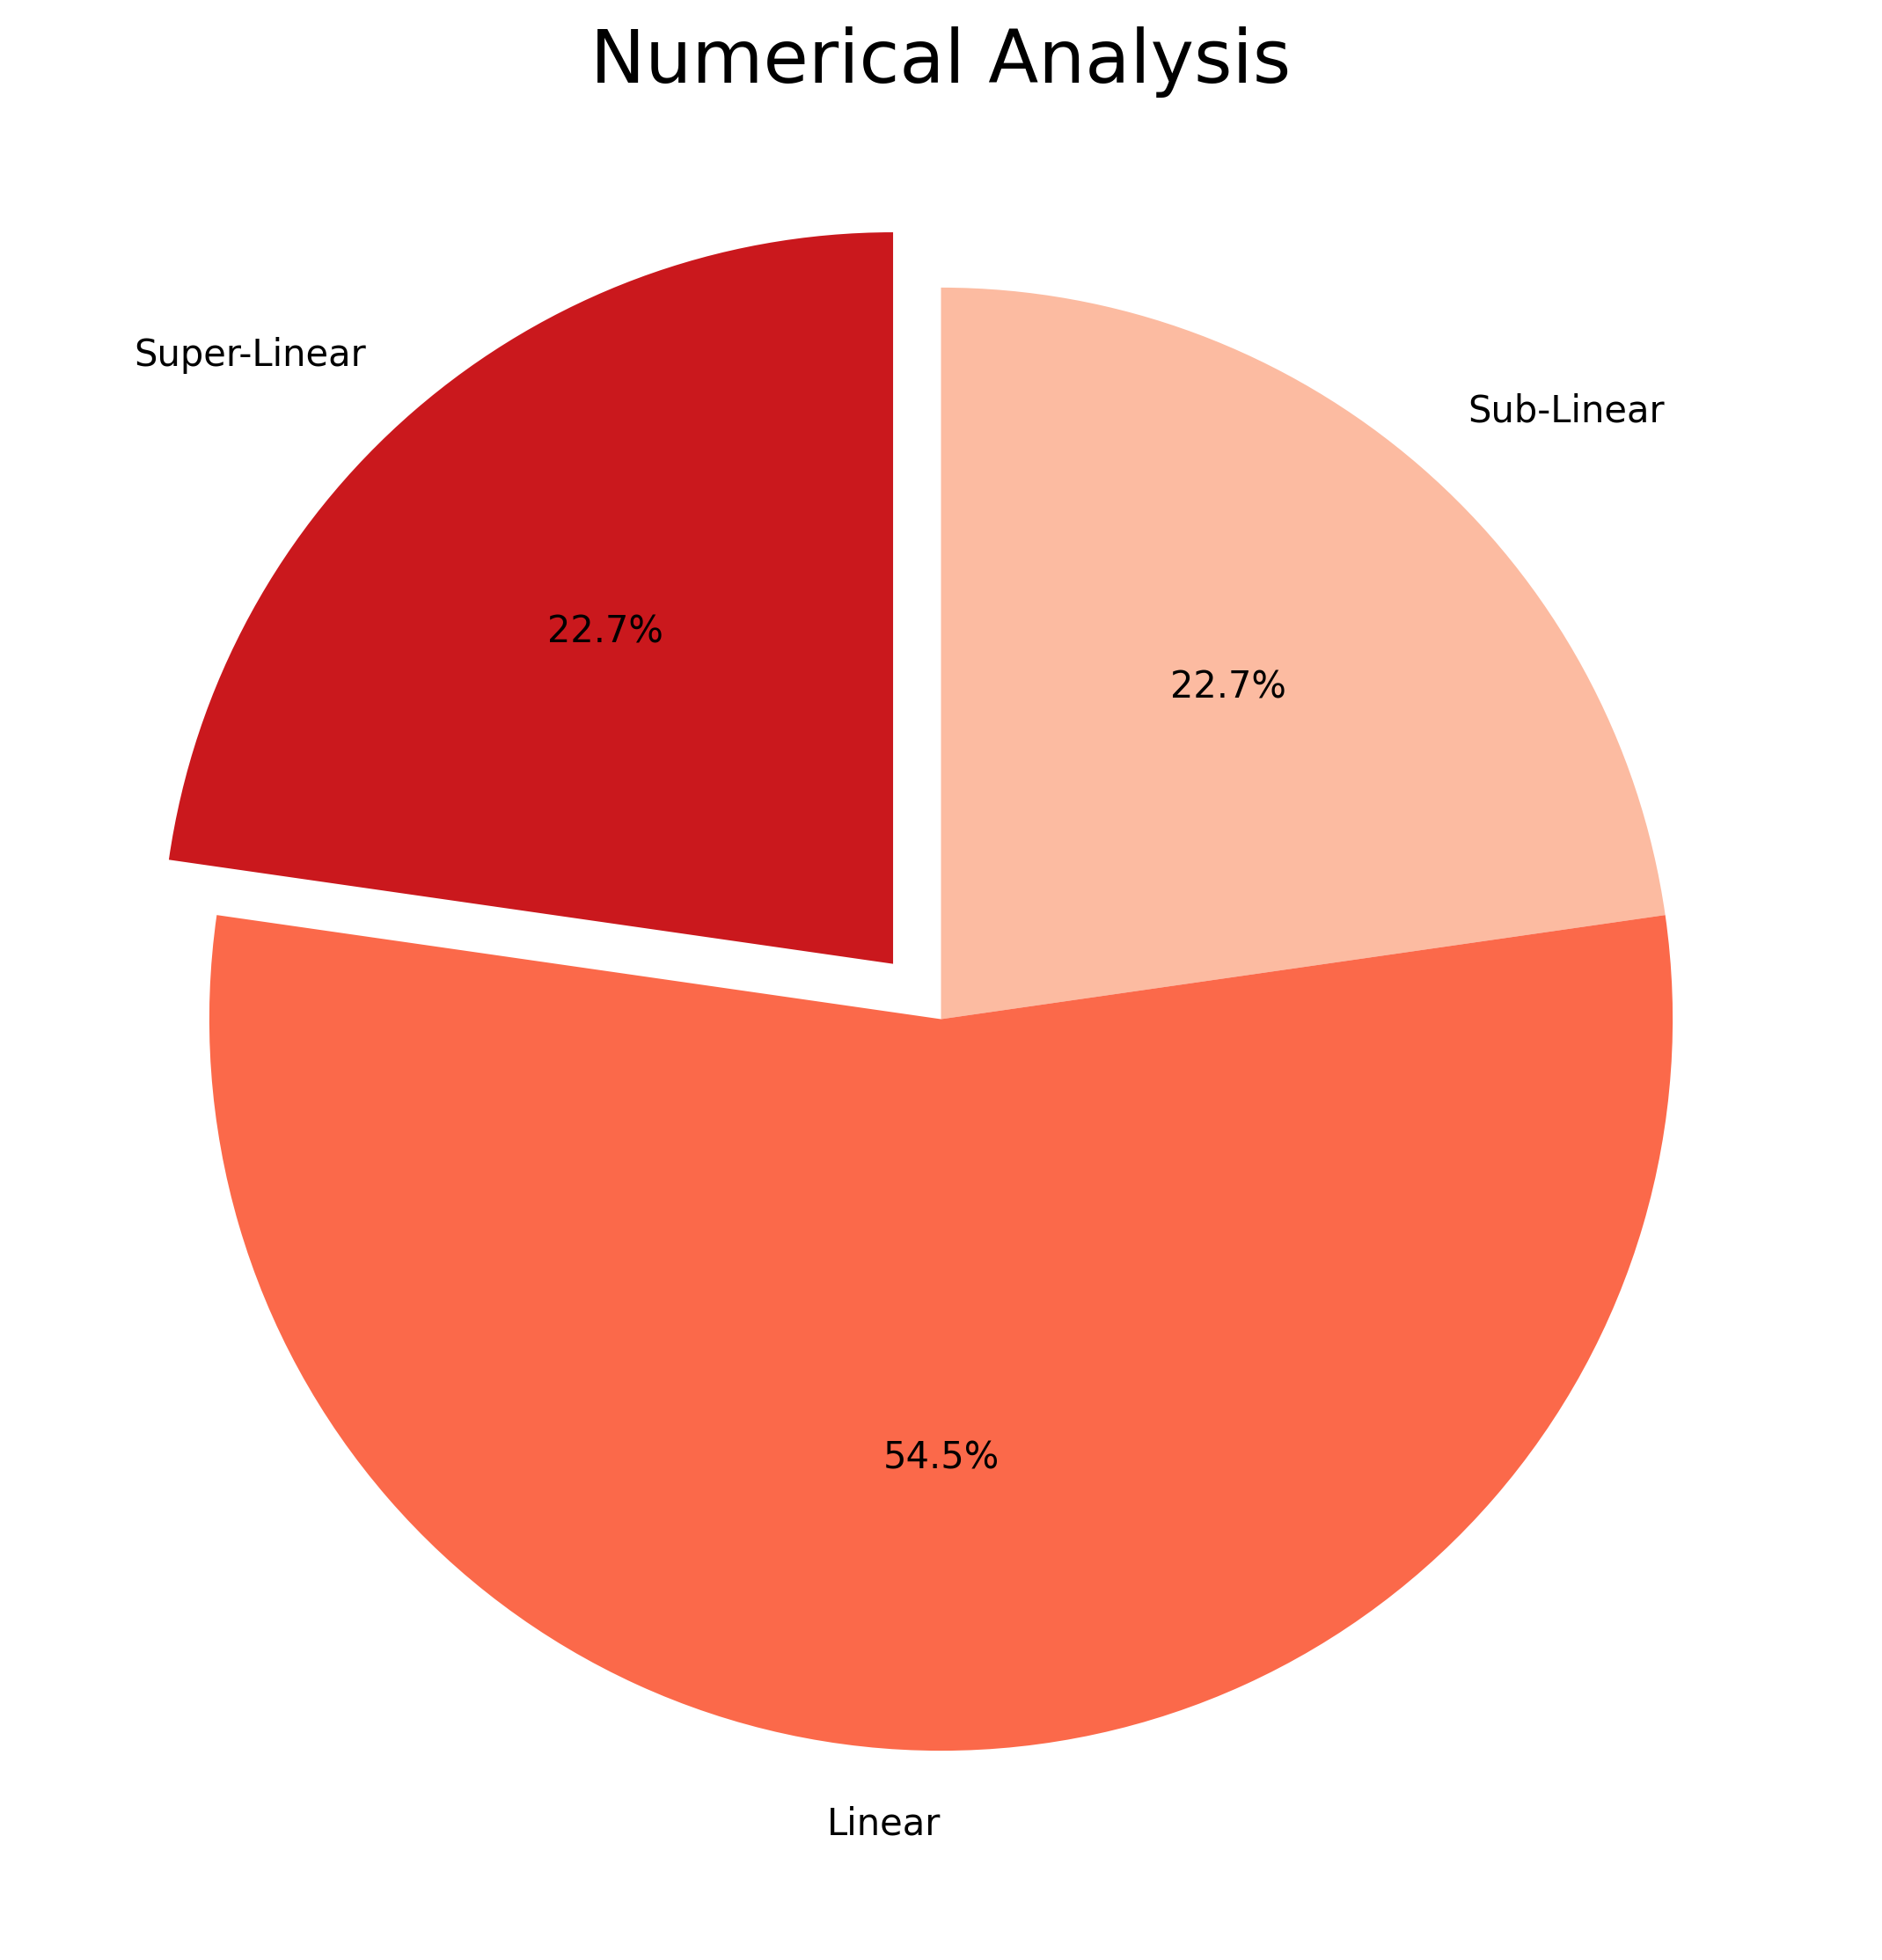 Numerical Analysis
Super-Linear
Sub-Linear
22.7%
22.7%
54.5%
Linear